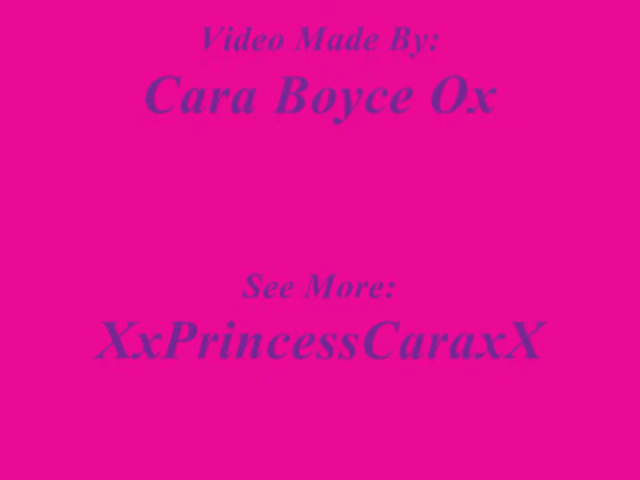 Video Made By:
Cara Boyce Ox
See More:
XxPrincessCaraxX